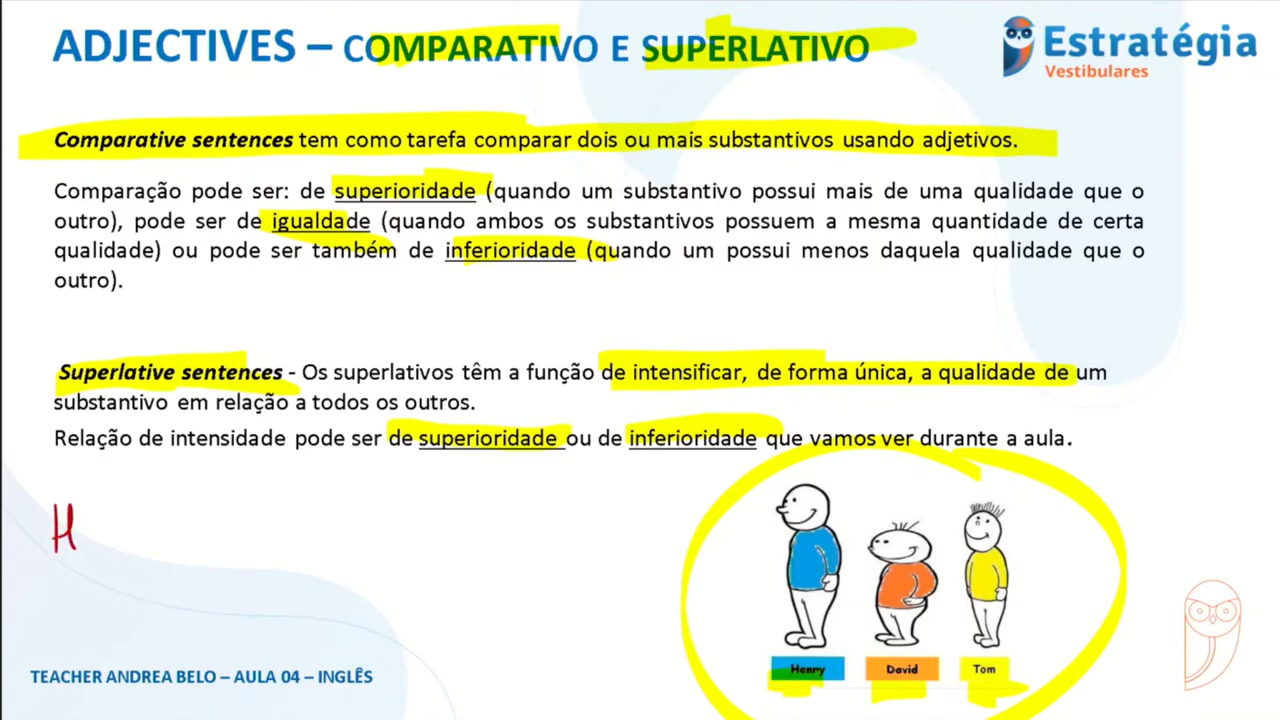 ADJECTIVES – COMPARATIVO E SUPERLATIVO
Estratégia
Vestibulares
Comparative sentences tem como tarefa comparar dois ou mais substantivos usando adjetivos.
Comparação pode ser: de superioridade (quando um substantivo possui mais de uma qualidade que o
outro), pode ser de igualdade (quando ambos os substantivos possuem a mesma quantidade de certa
qualidade) ou pode ser também de inferioridade (quando um possui menos daquela qualidade que o
outro).
Superlative sentences - Os superlativos têm a função de intensificar, de forma única, a qualidade de um
substantivo em relação a todos os outros.
Relação de intensidade pode ser de superioridade ou de inferioridade que vamos ver durante a aula.
H
Henry David Tom
TEACHER ANDREA BELO – AULA 04 – INGLÊS